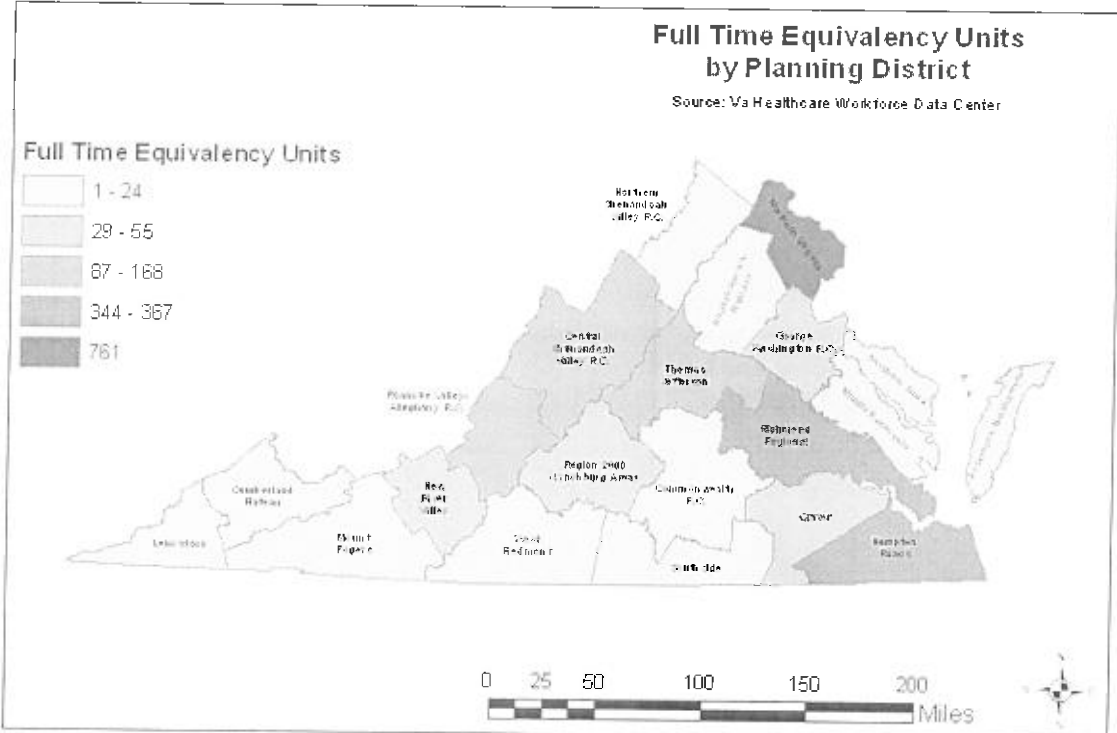 Full Time Equivalency Units
by Planning District
Source: Va Healthcare Workforce Data Center
Full Time Equivalency Units
1 - 24
29 - 55
87 - 168
344 - 367
761
Northern
Shenandoah
Valley R.C.
Central
Shenandoah
Valley R.C.
George
Washington R.C.
Thomas
Jefferson
Richmond
Regional
Region 2000
New
River
Valley
Commonwealth
R.C.
Crater
Cumberland
Plateau
Mount
Rogers
West
Piedmont
Southside
Hampton
Roads
0 25 50 100 150 200
Miles